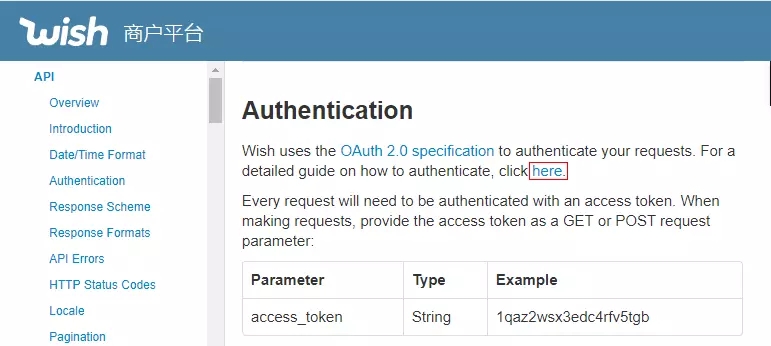 wish 商户平台
API
Overview
Introduction
Date/Time Format
Authentication
Response Scheme
Response Formats
API Errors
HTTP Status Codes
Locale
Pagination
Authentication
Wish uses the OAuth 2.0 specification to authenticate your requests. For a
detailed guide on how to authenticate, click here.
Every request will need to be authenticated with an access token. When
making requests, provide the access token as a GET or POST request
parameter:
Parameter Type Example
access_token String 1qaz2wsx3edc4rfv5tgb